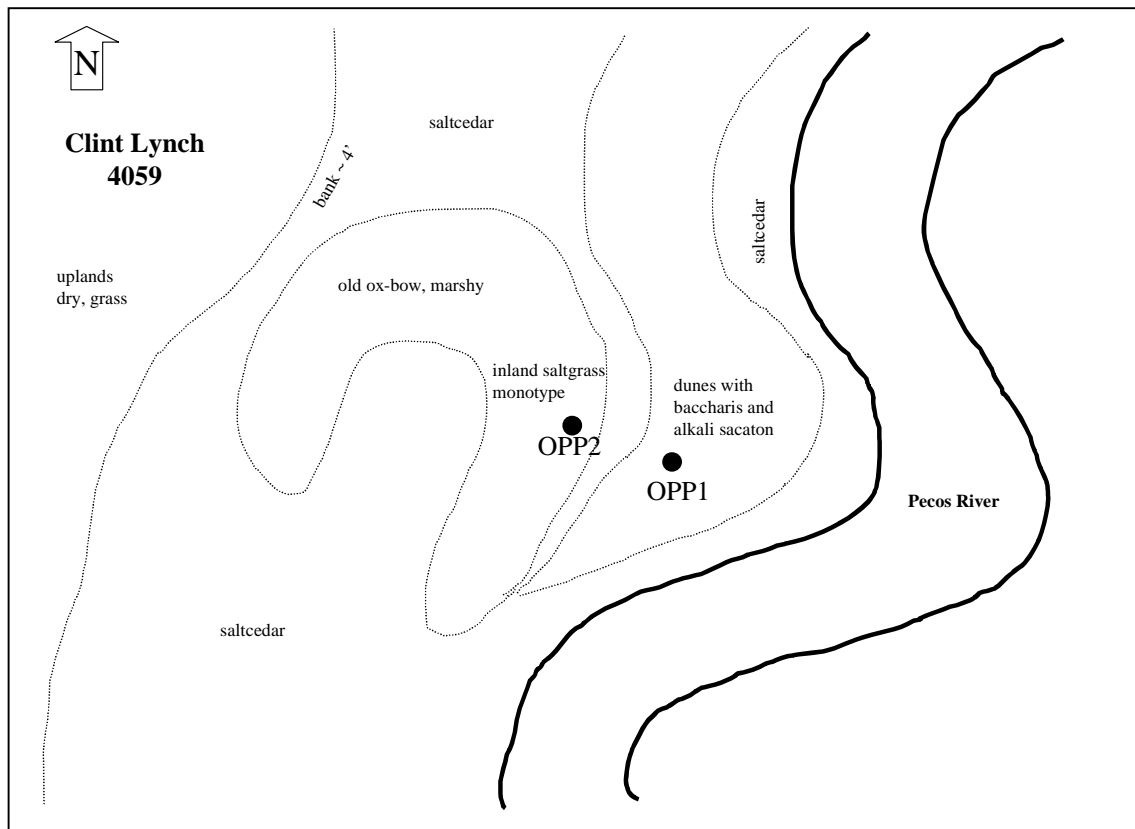 N
Clint Lynch
4059
saltcedar
bank ~ 4’
saltcedar
uplands
dry, grass
old ox-bow, marshy
inland saltgrass
monotype
dunes with
baccharis and
alkali sacaton
OPP2
OPP1
Pecos River
saltcedar